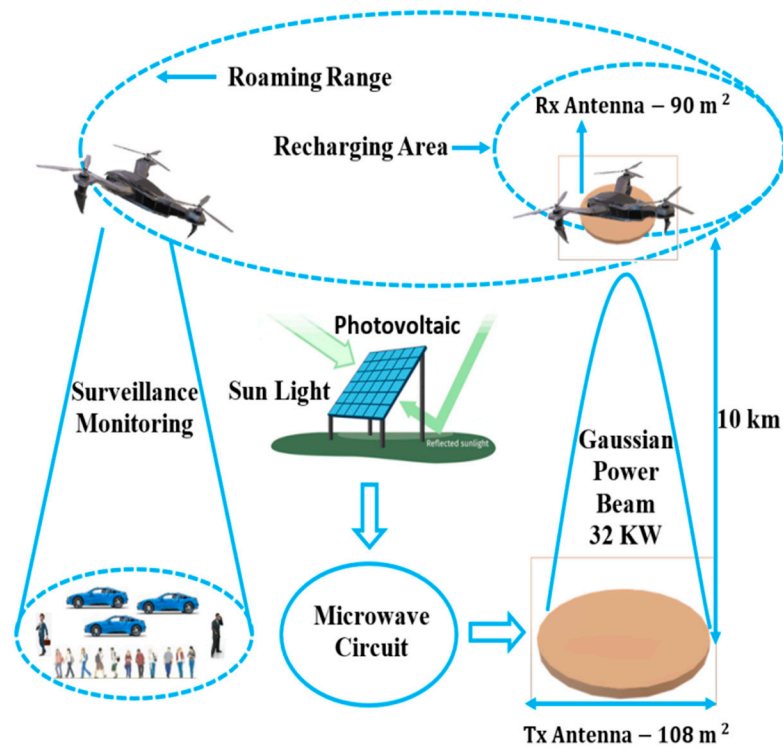 Roaming Range
Rx Antenna – 90 m²
Recharging Area
Photovoltaic
Sun Light
Reflected sunlight
Surveillance
Monitoring
10 km
Gaussian
Power
Beam
32 KW
Microwave
Circuit
Tx Antenna – 108 m²